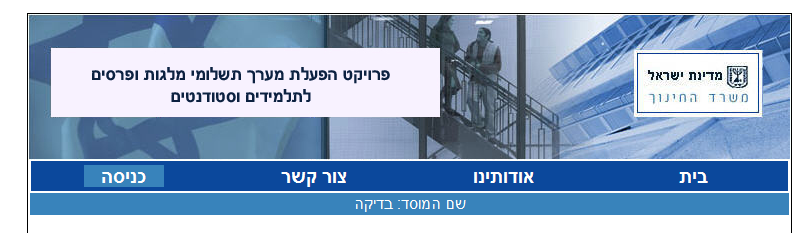 פרויקט הפעלת מערך תשלומי מלגות ופרסים
לתלמידים וסטודנטים
מדינת ישראל
משרד החינוך
בית אודותינו צור קשר כניסה
שם המוסד: בדיקה